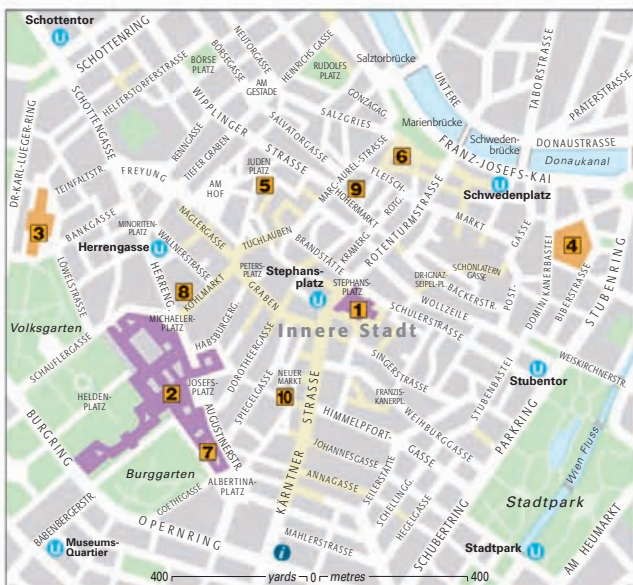 Schottentor
SCHOTTENRING
HELFERSTORFERSTRASSE
BÖRSE
PLATZ
BÖRSEGASSE
NEUTORGASSE
AM
GESTADE
HEINRICHS GASSE
RUDOLFS
PLATZ
Salztorbrücke
GONZAGAG.
SALZGRIES
SALVATORGASSE
WIPPLINGER
STRASSE
UNTERE
TABORSTRASSE
PRATERSTRASSE
Marienbrücke
Schweden-
brücke
DONAUSTRASSE
Donaukanal
FRANZ-JOSEFS-KAI
Schwedenplatz
DR-KARL-LUEGER-RING
SCHOTTENGASSE
TEINFALTSTR.
FREYUNG
RENNGASSE
TIEFER GRABEN
AM
HOF
JUDEN
PLATZ
5
6
9
MARC-AUREL-STRASSE
HOHERMARKT
FLEISCH-
ROTG.
KRAMERG.
ROTENTURMSTRASSE
MARKT
GASSE
3
BANKGASSE
MINORITEN-
PLATZ
Herrengasse
NAGLERGASSE
WALLNERSTRASSE
HERRENG
TUCHLAUBEN
BRANDSTÄTTE
PETERS-
PLATZ
Stephans-
platz
STEPHANS-
PLATZ
1
DR-IGNAZ-
SEIPEL-PL.
SCHÖNLATERN
GASSE
BÄCKERSTR.
WOLLZEILE
SCHULERSTRASSE
POST-
DOMINIKANERBASTEI
4
BIBERSTRASSE
STUBENRING
LÖWELSTRASSE
8
KOHLMARKT
GRABEN
Innere Stadt
Volksgarten
SCHAUFLERGASSE
MICHAELER-
PLATZ
HABSBURGERG.
DOROTHEERGASSE
SINGERSTRASSE
STUBENBASTEI
Stubentor
WEISKIRCHNERSTR.
HELDEN-
PLATZ
2
JOSEFS-
PLATZ
SPIEGELGASSE
NEUER
MARKT
10
FRANZIS-
KANERPL.
WEIHBURGGASSE
BURGRING
AUGUSTINERSTR.
7
KÄRNTNER
STRASSE
HIMMELPFORT-
GASSE
PARKRING
Wien Fluss
Burggarten
ALBERTINA-
PLATZ
JOHANNESGASSE
ANNAGASSE
SEILERSTÄTTE
SCHELLINGG.
HEGELGASSE
SCHUBERTRING
Stadtpark
GOETHEGASSE
BABENBERGERSTR.
OPERNRING
MAHLERSTRASSE
i
Museums-
Quartier
Stadtpark
AM HEUMARKT
400 yards 0 metres 400